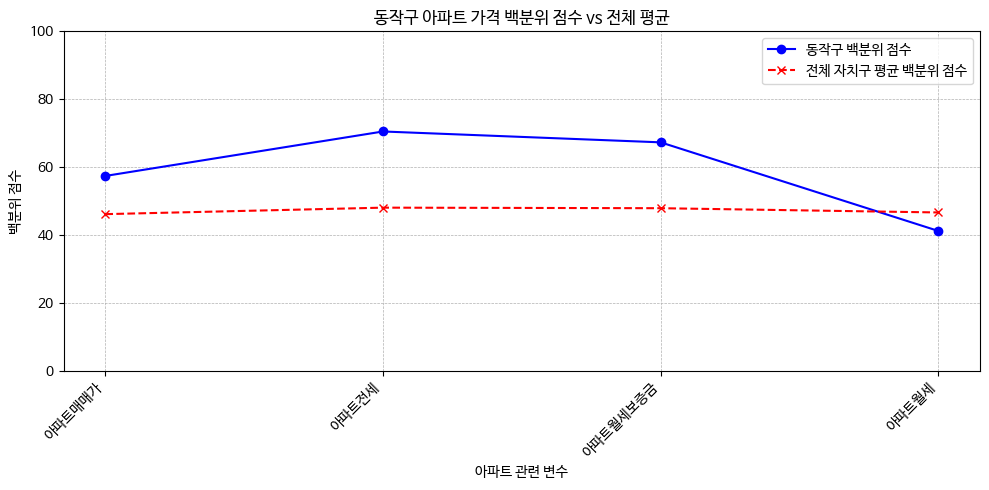 동작구 아파트 가격 백분위 점수 vs 전체 평균
동작구 백분위 점수
전체 자치구 평균 백분위 점수
백분위 점수
100
80
60
40
20
0
아파트매매가
아파트전세
아파트월세보증금
아파트월세
아파트 관련 변수